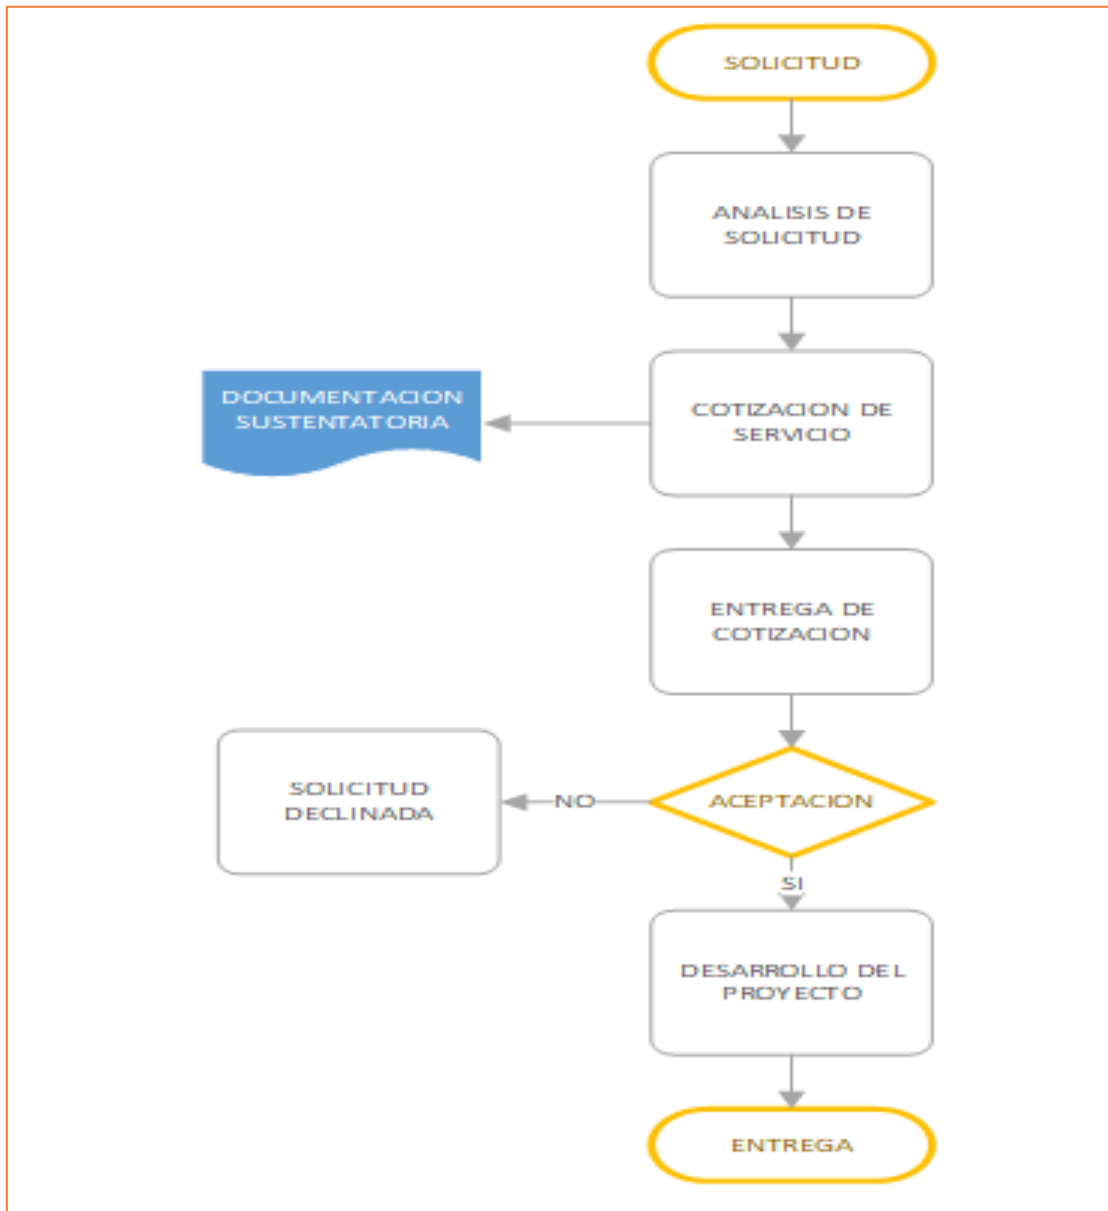 SOLICITUD
ANALISIS DE
SOLICITUD
DOCUMENTACION
SUSTENTATORIA
COTIZACION DE
SERVICIO
ENTREGA DE
COTIZACION
SOLICITUD
DECLINADA
NO
ACEPTACION
SI
DESARROLLO DEL
PROYECTO
ENTREGA